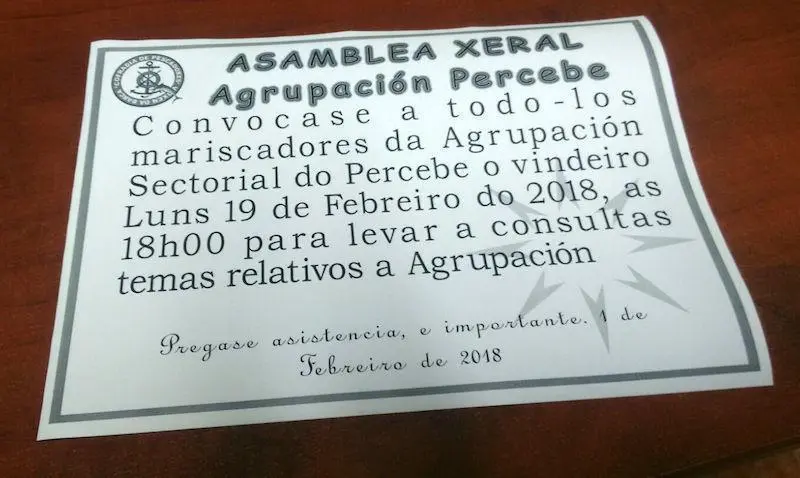 ASAMBLEA XERAL
Agrupación Percebe
Convocase a todo-los
mariscadores da Agrupación
Sectorial do Percebe o vindeiro
Luns 19 de Febreiro do 2018, as
18h00 para levar a consultas
temas relativos a Agrupación
Pregase asistencia, e importante. 1 de
Febreiro de 2018